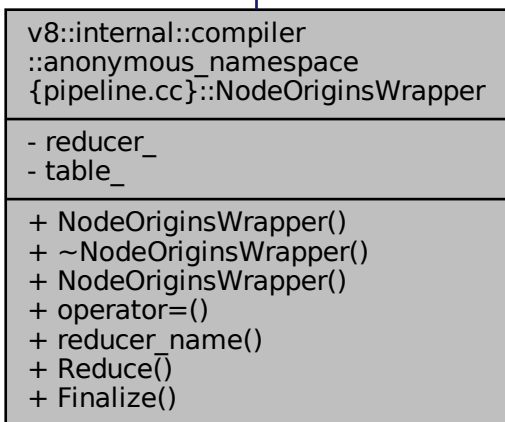 v8::internal::compiler
::anonymous_namespace
{pipeline.cc}::NodeOriginsWrapper
- reducer_
- table_
+ NodeOriginsWrapper()
+ ~NodeOriginsWrapper()
+ NodeOriginsWrapper()
+ operator=()
+ reducer_name()
+ Reduce()
+ Finalize()